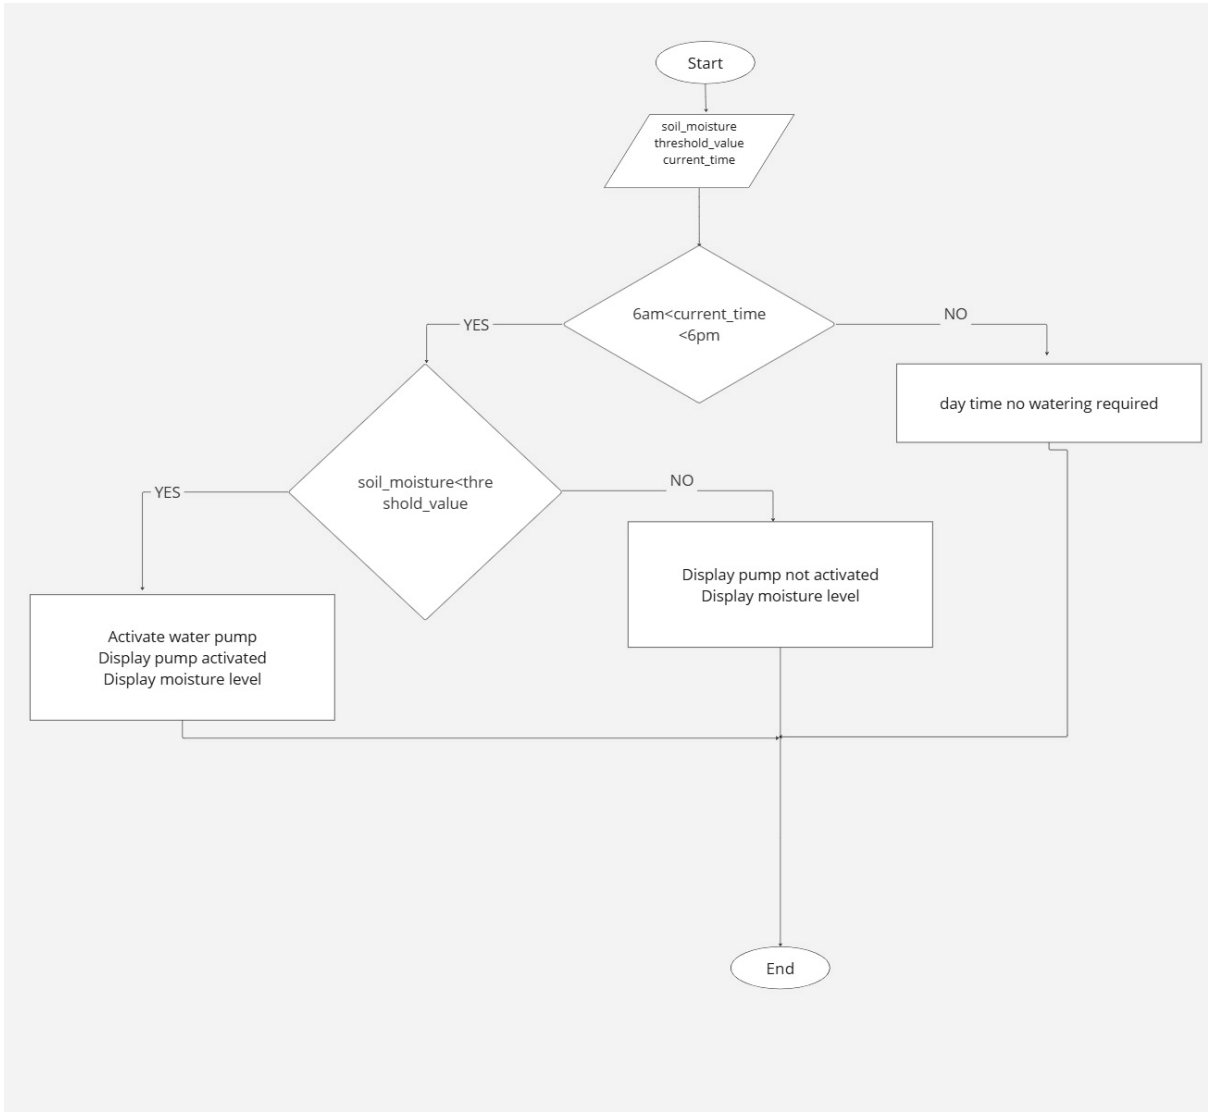 Start
soil_moisture
threshold_value
current_time
6am<current_time
<6pm
YES
NO
day time no watering required
soil_moisture<thre
shold_value
YES
NO
Display pump not activated
Display moisture level
Activate water pump
Display pump activated
Display moisture level
End